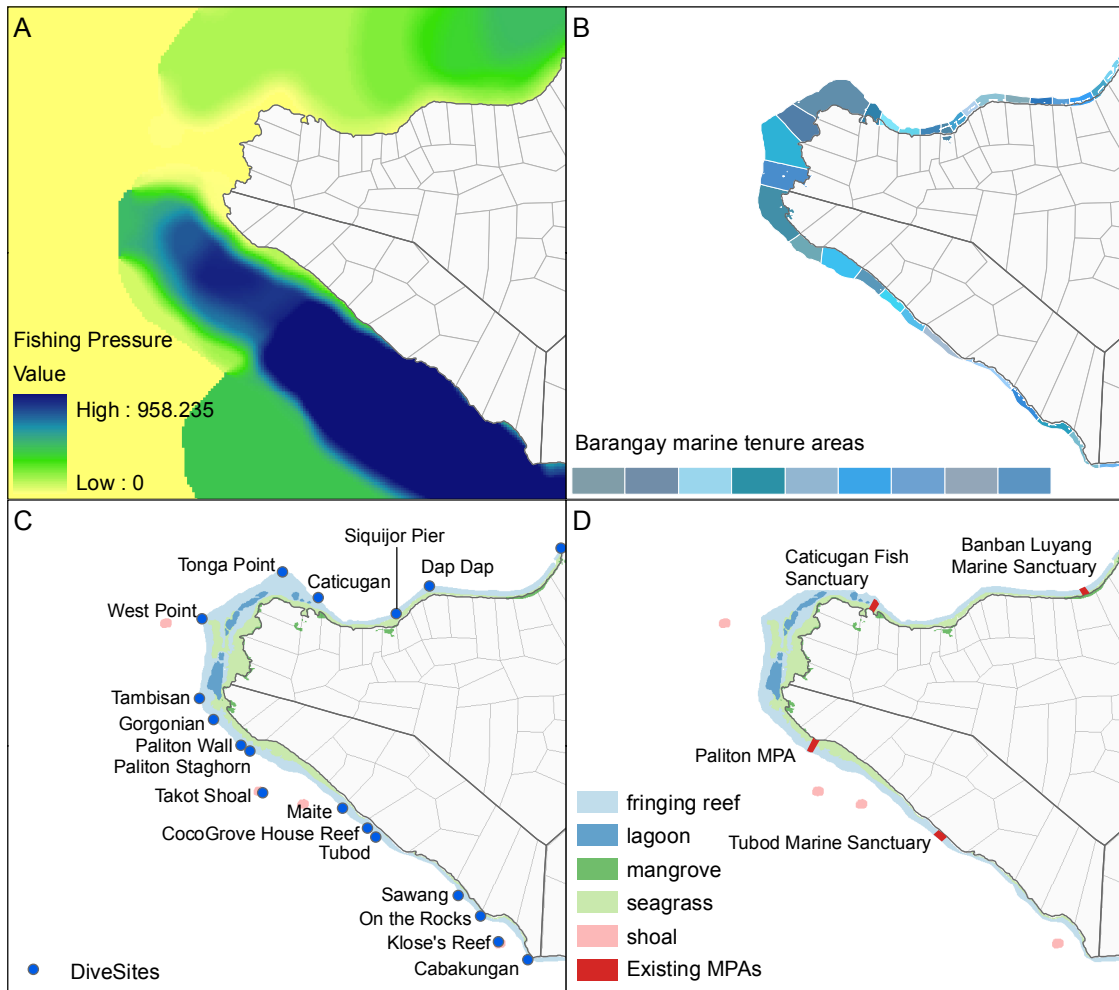 A
Fishing Pressure
Value
High : 958.235
Low : 0
B
Barangay marine tenure areas
C
Siquijor Pier
Tonga Point
Dap Dap
Caticugan
West Point
Tambisan
Gorgonian
Paliton Wall
Paliton Staghorn
Takot Shoal
Maite
CocoGrove House Reef
Tubod
Sawang
On the Rocks
Klose's Reef
Cabakungan
DiveSites
D
Caticugan Fish
Sanctuary
Banban Luyang
Marine Sanctuary
Paliton MPA
Tubod Marine Sanctuary
fringing reef
lagoon
mangrove
seagrass
shoal
Existing MPAs